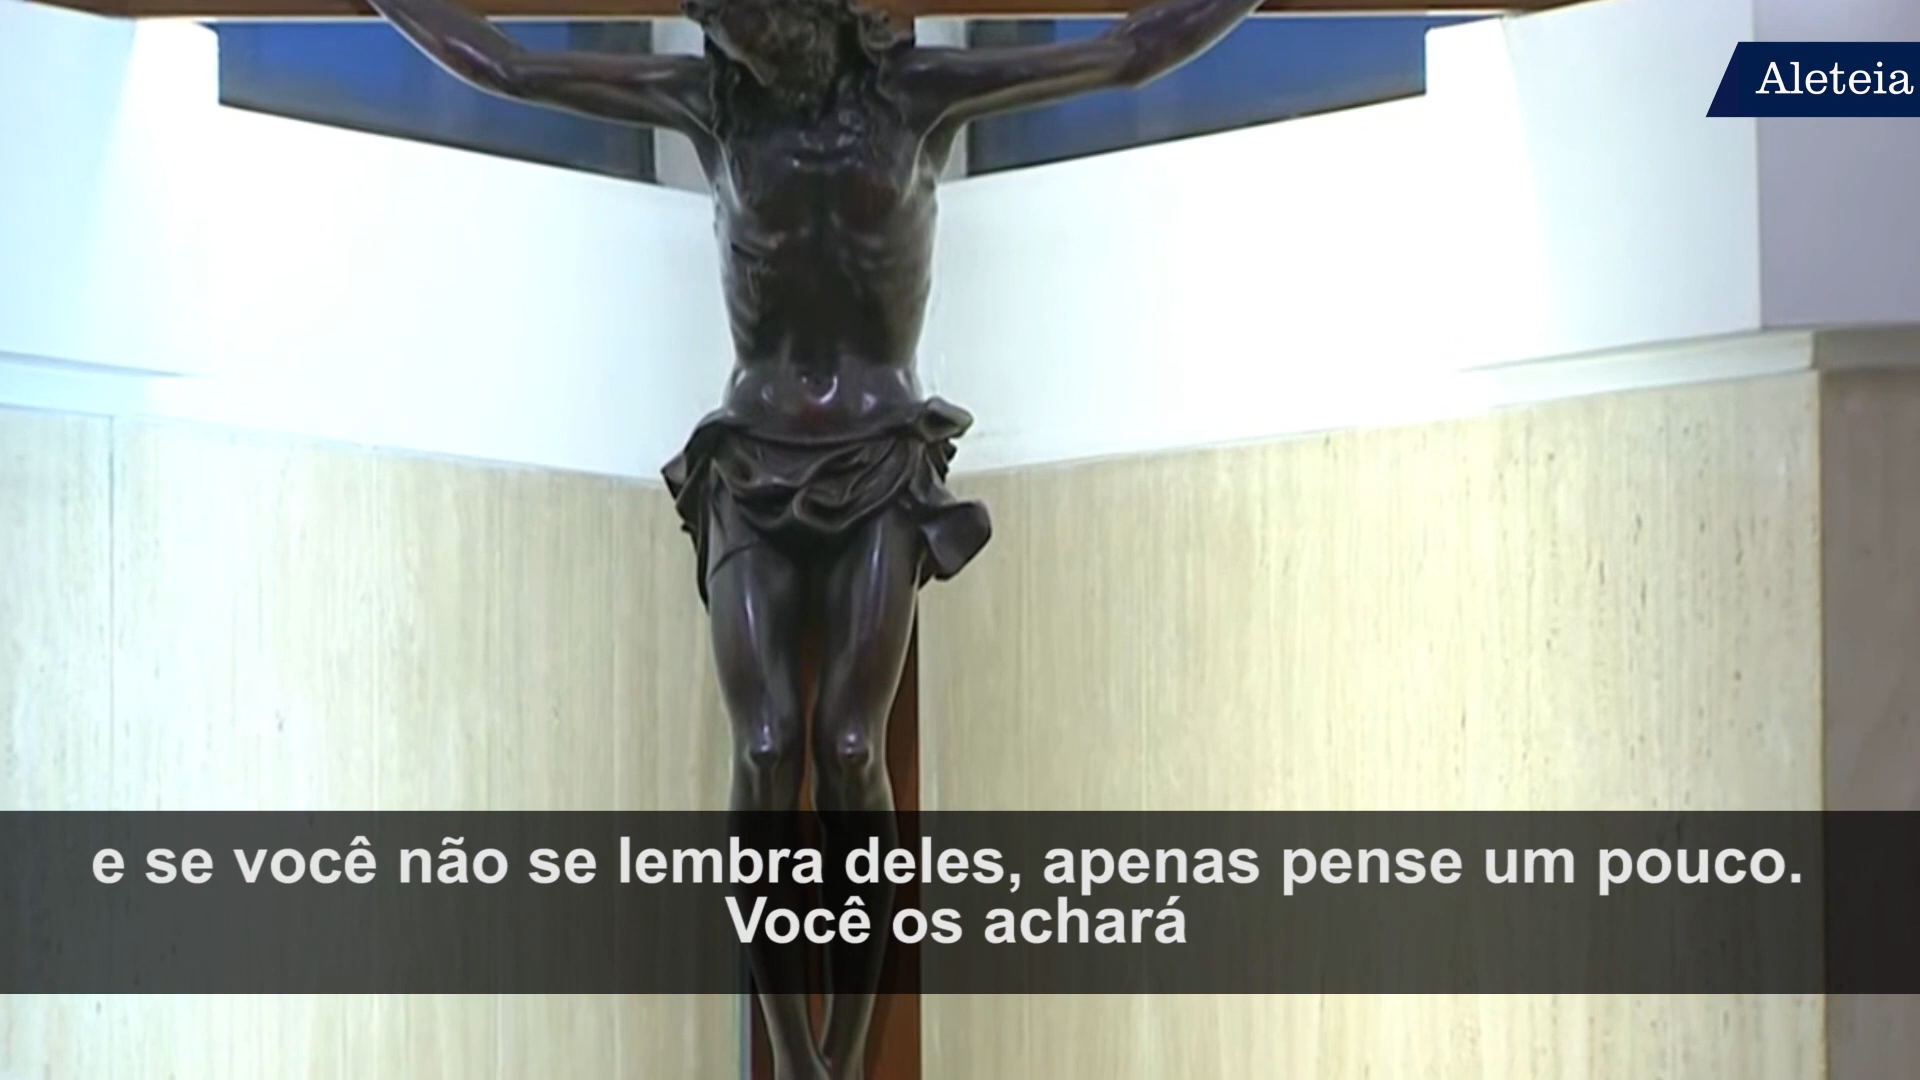 Aleteia
e se você não se lembra deles, apenas pense um pouco.
Você os achará